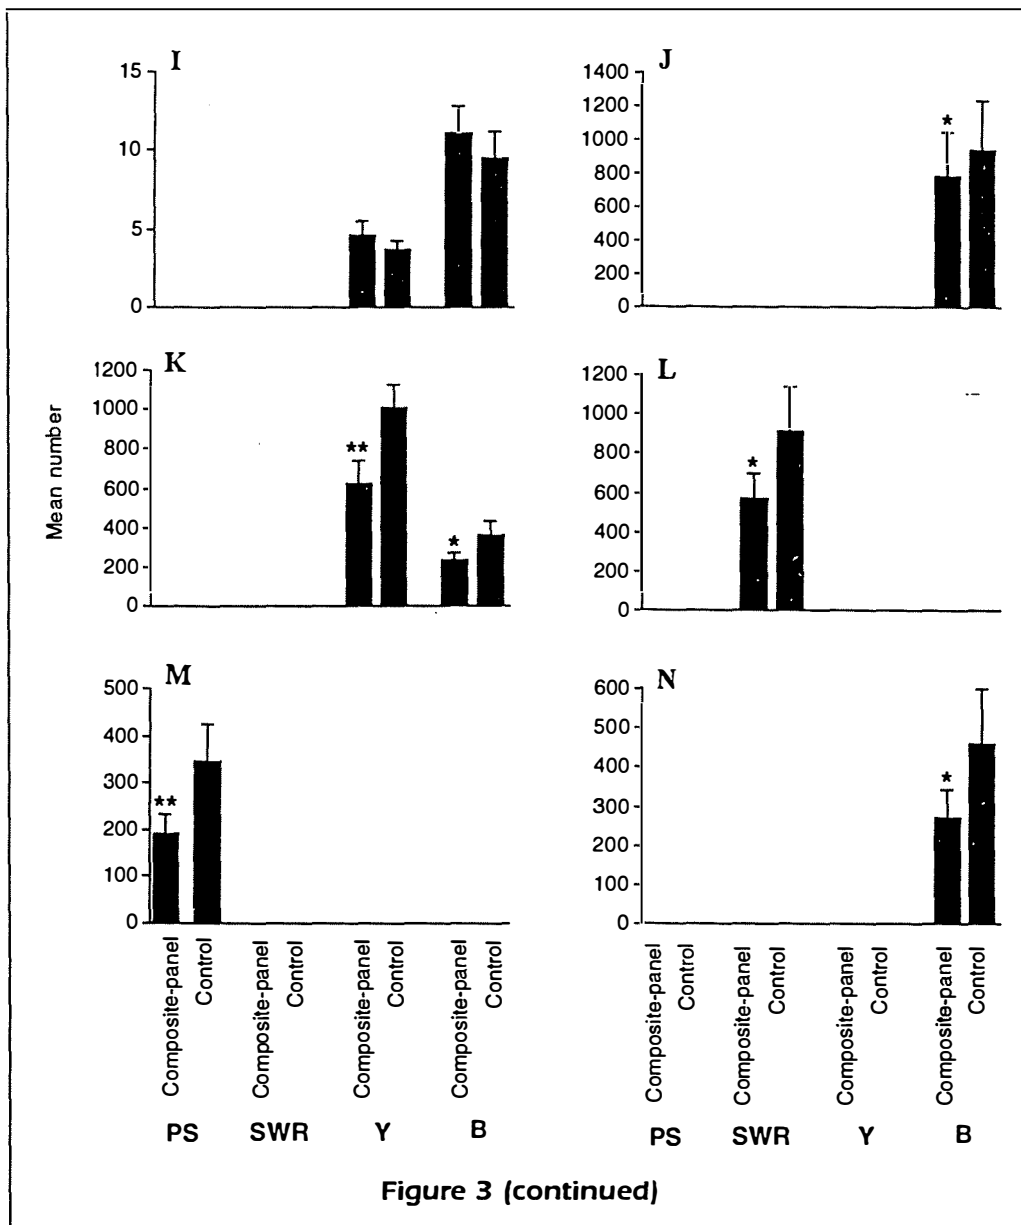 I
15
10
5
0
J
1400
1200
1000
800
600
400
200
0
*
K
1200
1000
800
600
400
200
0
**
*
L
1200
1000
800
600
400
200
0
*
M
500
400
300
200
100
0
**
N
600
500
400
300
200
100
0
*
Mean number
Composite-panel
Control
Composite-panel
Control
Composite-panel
Control
Composite-panel
Control
PS SWR Y B
Composite-panel
Control
Composite-panel
Control
Composite-panel
Control
Composite-panel
Control
PS SWR Y B
Figure 3 (continued)